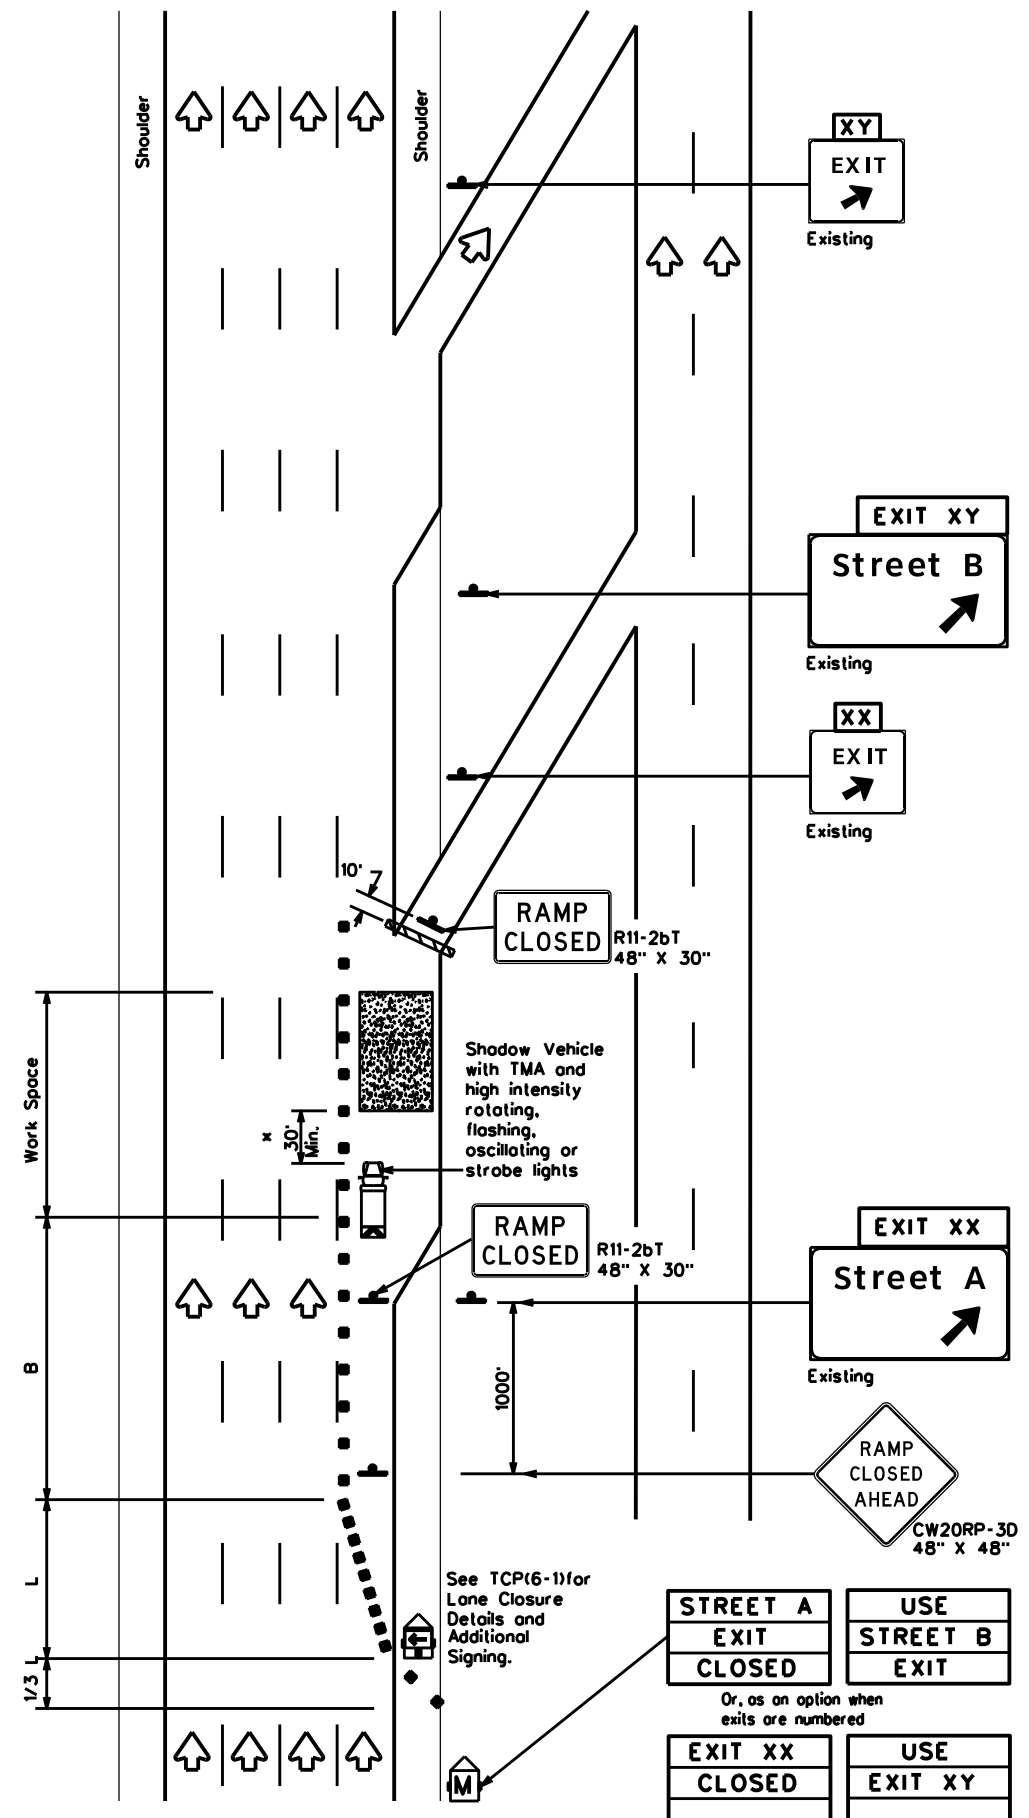 Shoulder
Shoulder
XY
EXIT
Existing
EXIT XY
Street B
Existing
XX
EXIT
Existing
10'
RAMP
CLOSED
R11-2bT
48" X 30"
Work Space
Shadow Vehicle
with TMA and
high intensity
rotating,
flashing,
oscillating or
strobe lights
x
30'
Min.
RAMP
CLOSED
R11-2bT
48" X 30"
EXIT XX
Street A
Existing
B
1000'
RAMP
CLOSED
AHEAD
CW20RP-3D
48" X 48"
L
See TCP(6-1)for
Lane Closure
Details and
Additional
Signing.
1/3 L
STREET A
EXIT
CLOSED
USE
STREET B
EXIT
Or, as an option when
exits are numbered
M
EXIT XX
CLOSED
USE
EXIT XY